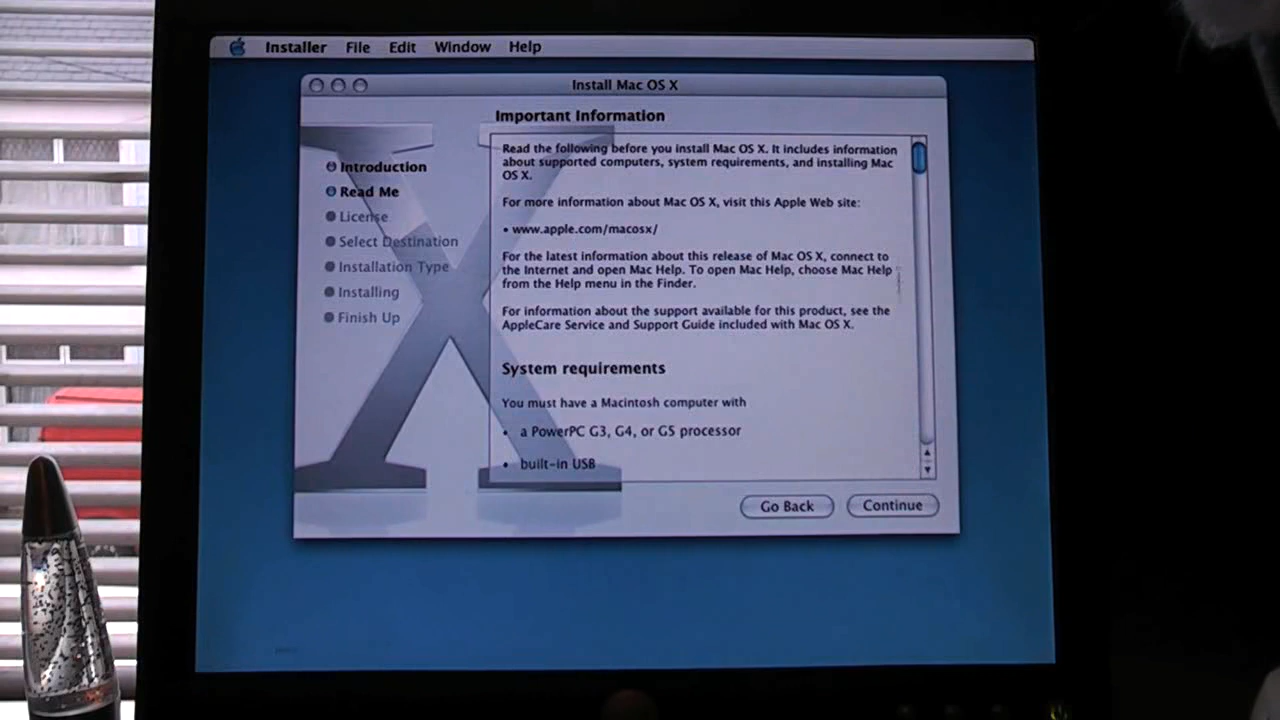 Installer File Edit Window Help
Install Mac OS X
Important Information
Introduction
Read Me
License
Select Destination
Installation Type
Installing
Finish Up
Read the following before you install Mac OS X. It includes information
about supported computers, system requirements, and installing Mac
OS X.
For more information about Mac OS X, visit this Apple Web site:
• www.apple.com/macosx/
For the latest information about this release of Mac OS X, connect to
the Internet and open Mac Help. To open Mac Help, choose Mac Help
from the Help menu in the Finder.
For information about the support available for this product, see the
AppleCare Service and Support Guide included with Mac OS X.
System requirements
You must have a Macintosh computer with
• a PowerPC G3, G4, or G5 processor
• built-in USB
Go Back Continue